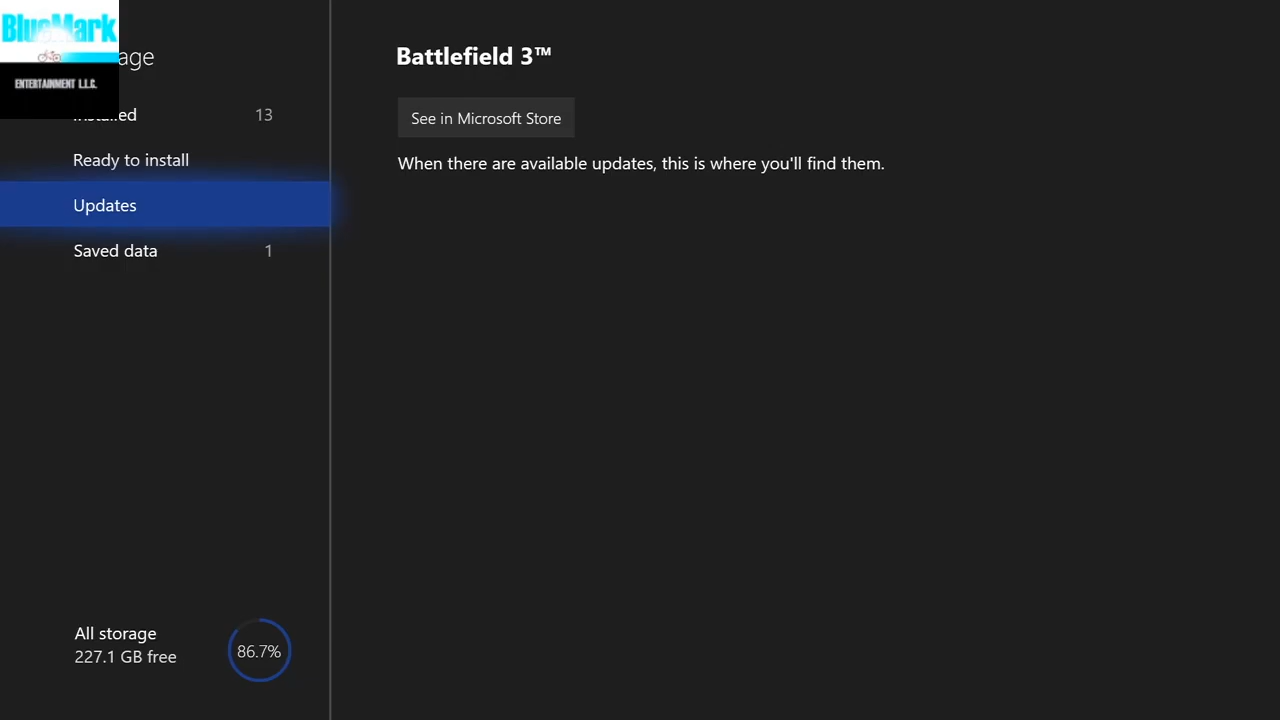 BlueMark
ENTERTAINMENT L.L.C.
age
Installed 13
Ready to install
Updates
Saved data 1
All storage
227.1 GB free
86.7%
Battlefield 3™
See in Microsoft Store
When there are available updates, this is where you'll find them.